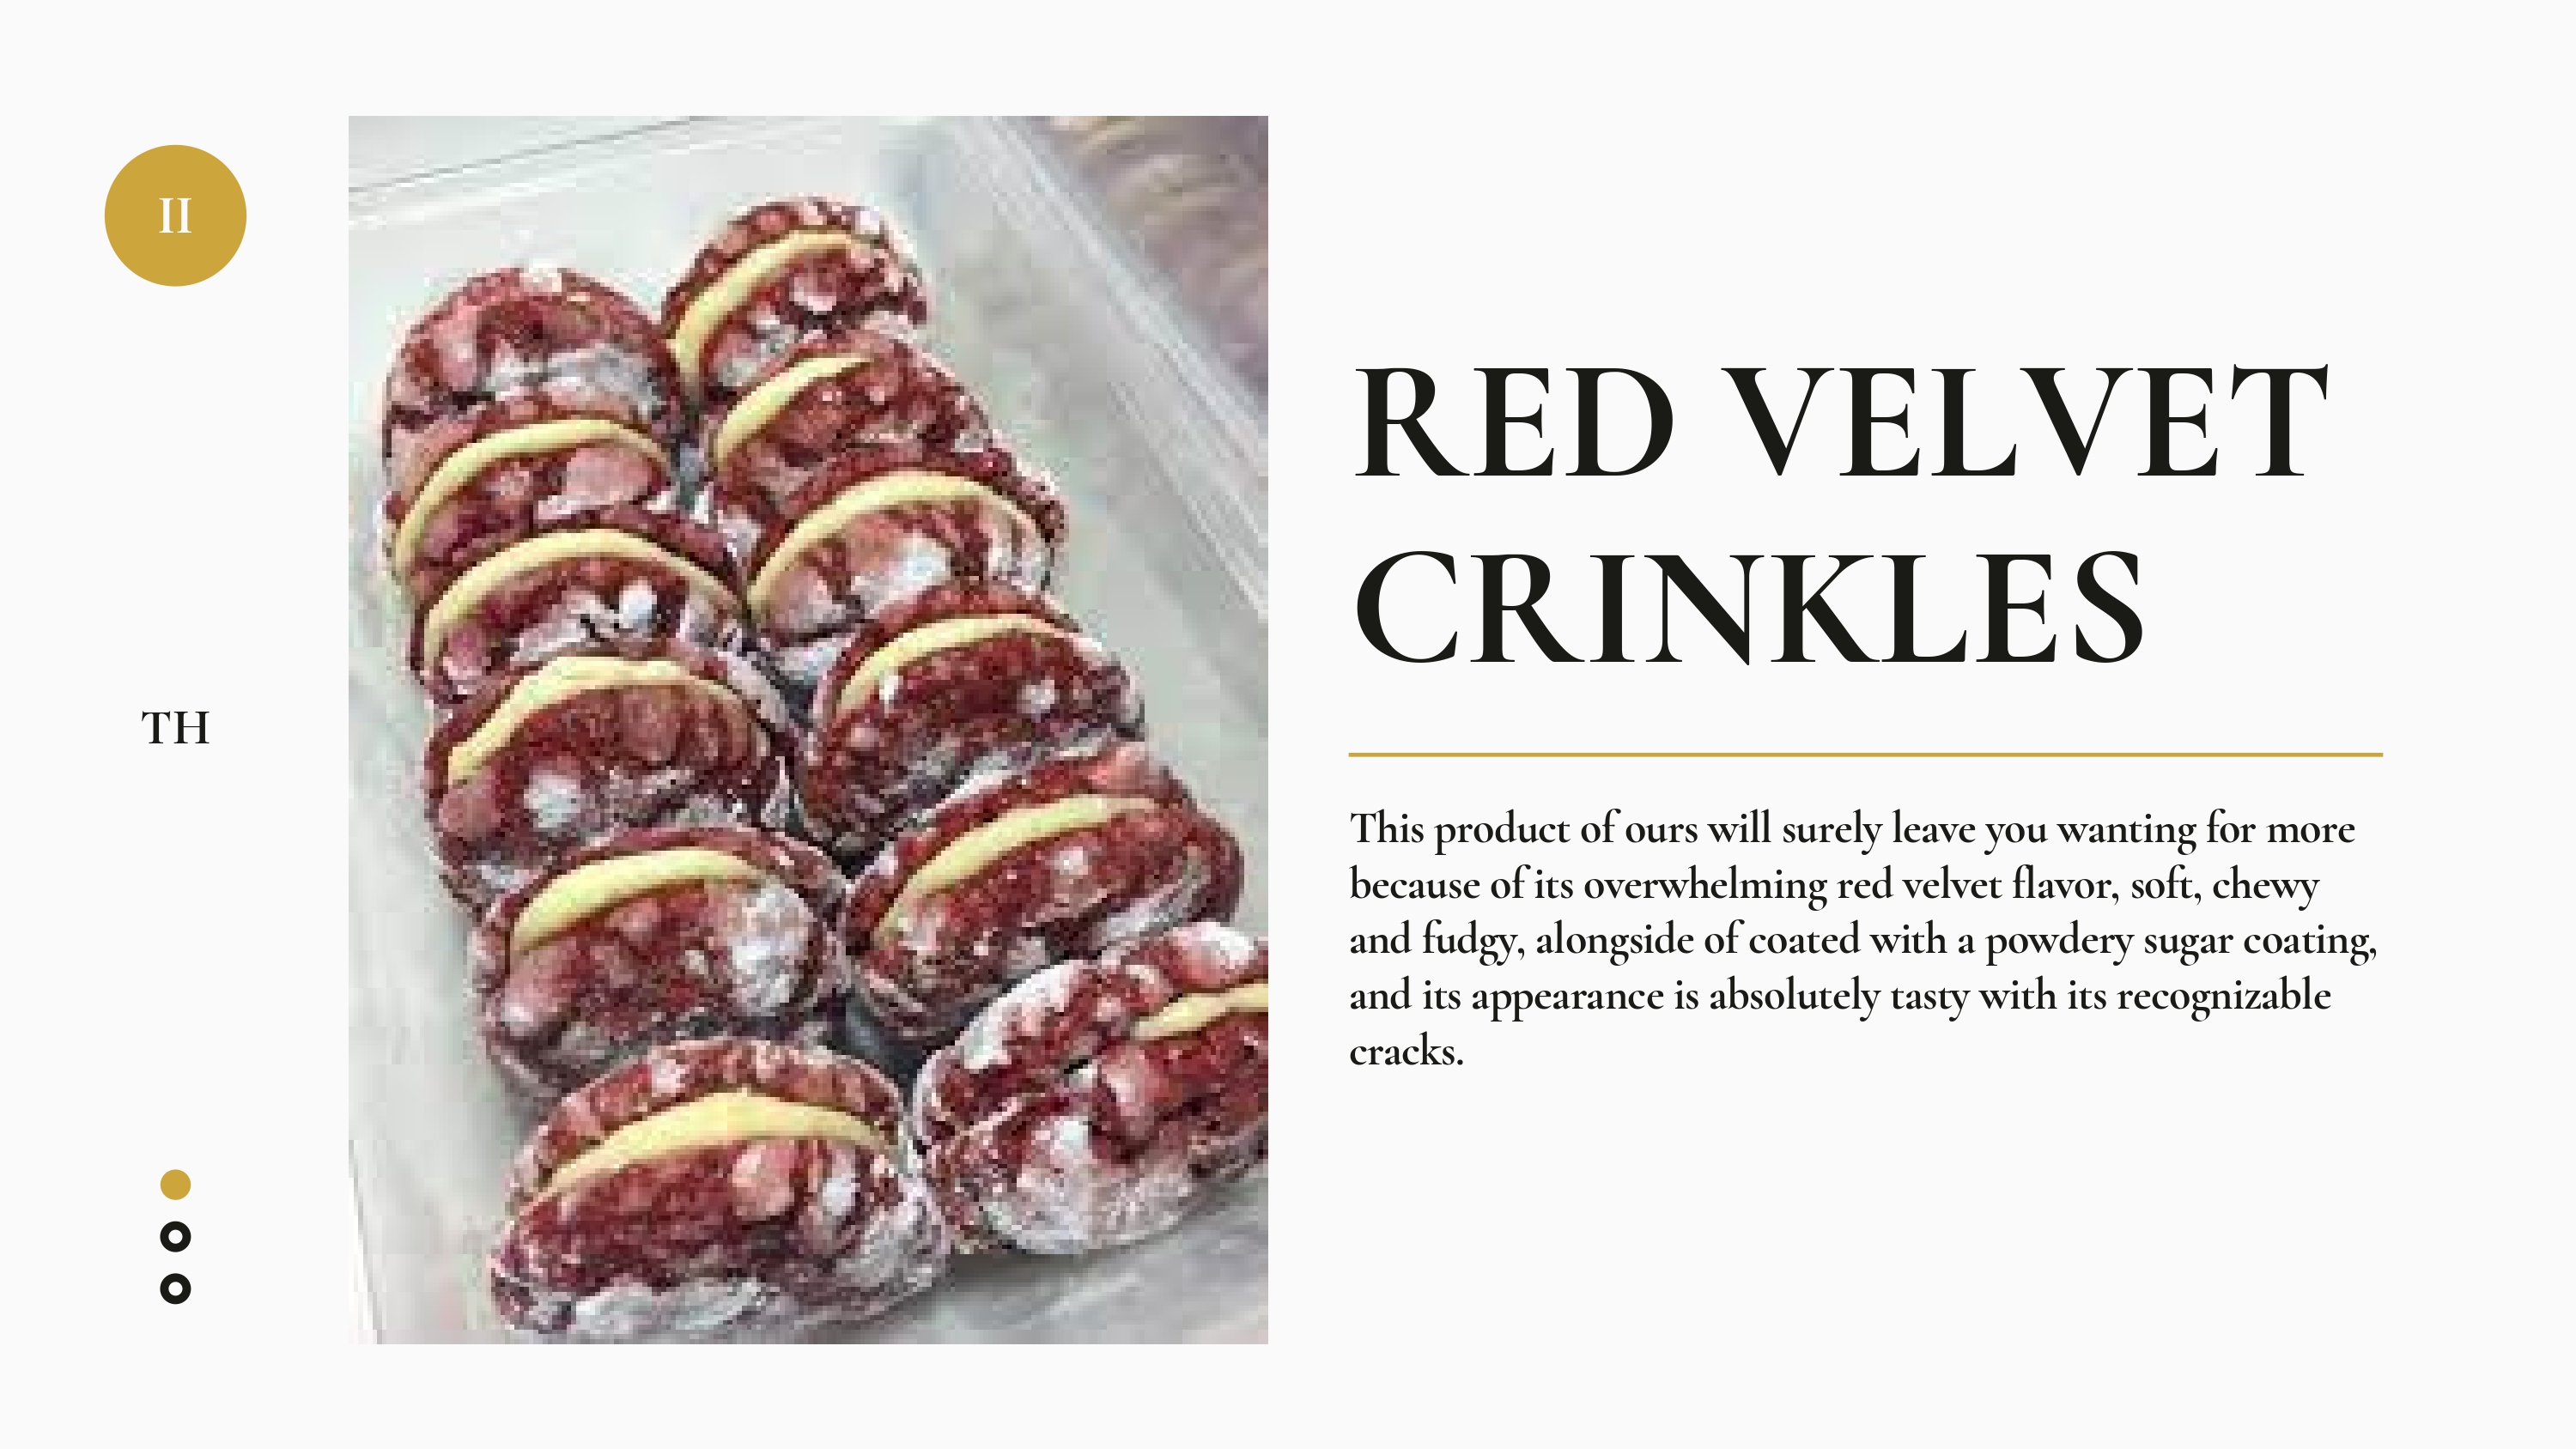 II
TH
RED VELVET
CRINKLES
This product of ours will surely leave you wanting for more
because of its overwhelming red velvet flavor, soft, chewy
and fudgy, alongside of coated with a powdery sugar coating,
and its appearance is absolutely tasty with its recognizable
cracks.